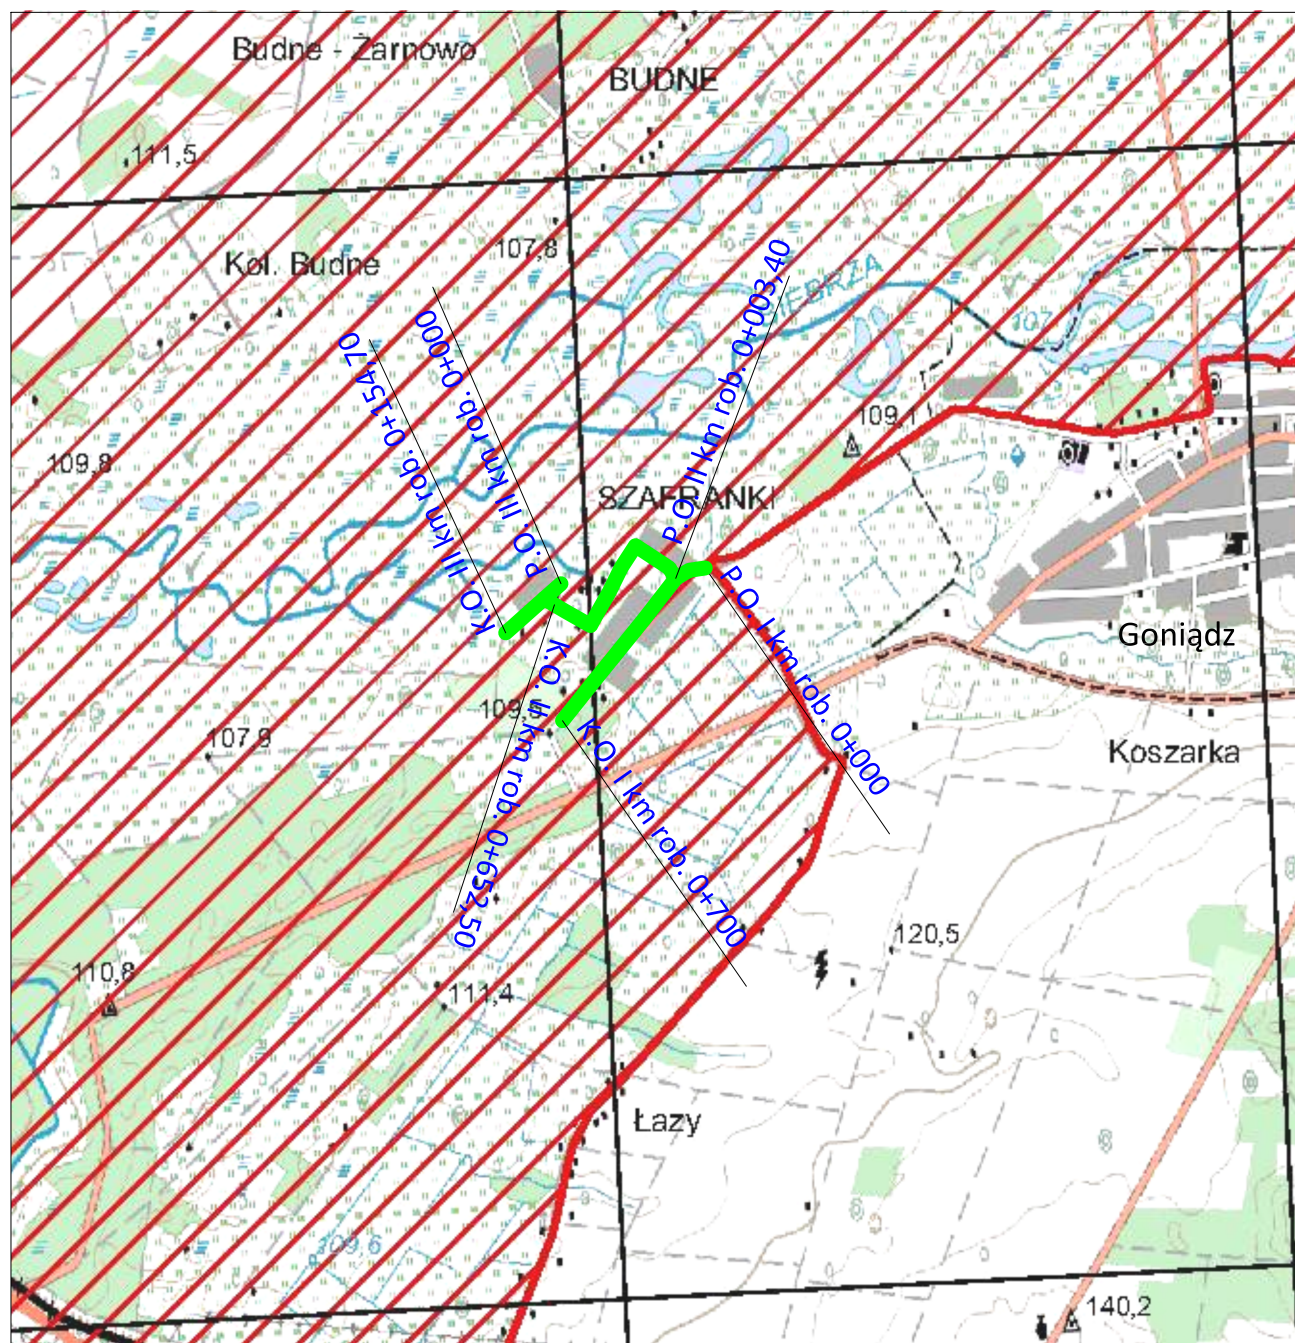 Budne - Żarnowo
BUDNE
111,5
107,8
Kol. Budne
BIEBRZA
107
109,1
109,8
SZAFRANKI
P.O. II km rob. 0+003,40
P.O. III km rob. 0+000
K.O. III km rob. 0+154,70
P.O. I km rob. 0+000
K.O. II km rob. 0+652,50
K.O. I km rob. 0+700
Goniądz
Koszarka
107,9
120,5
110,8
111,4
Łazy
109,6
140,2